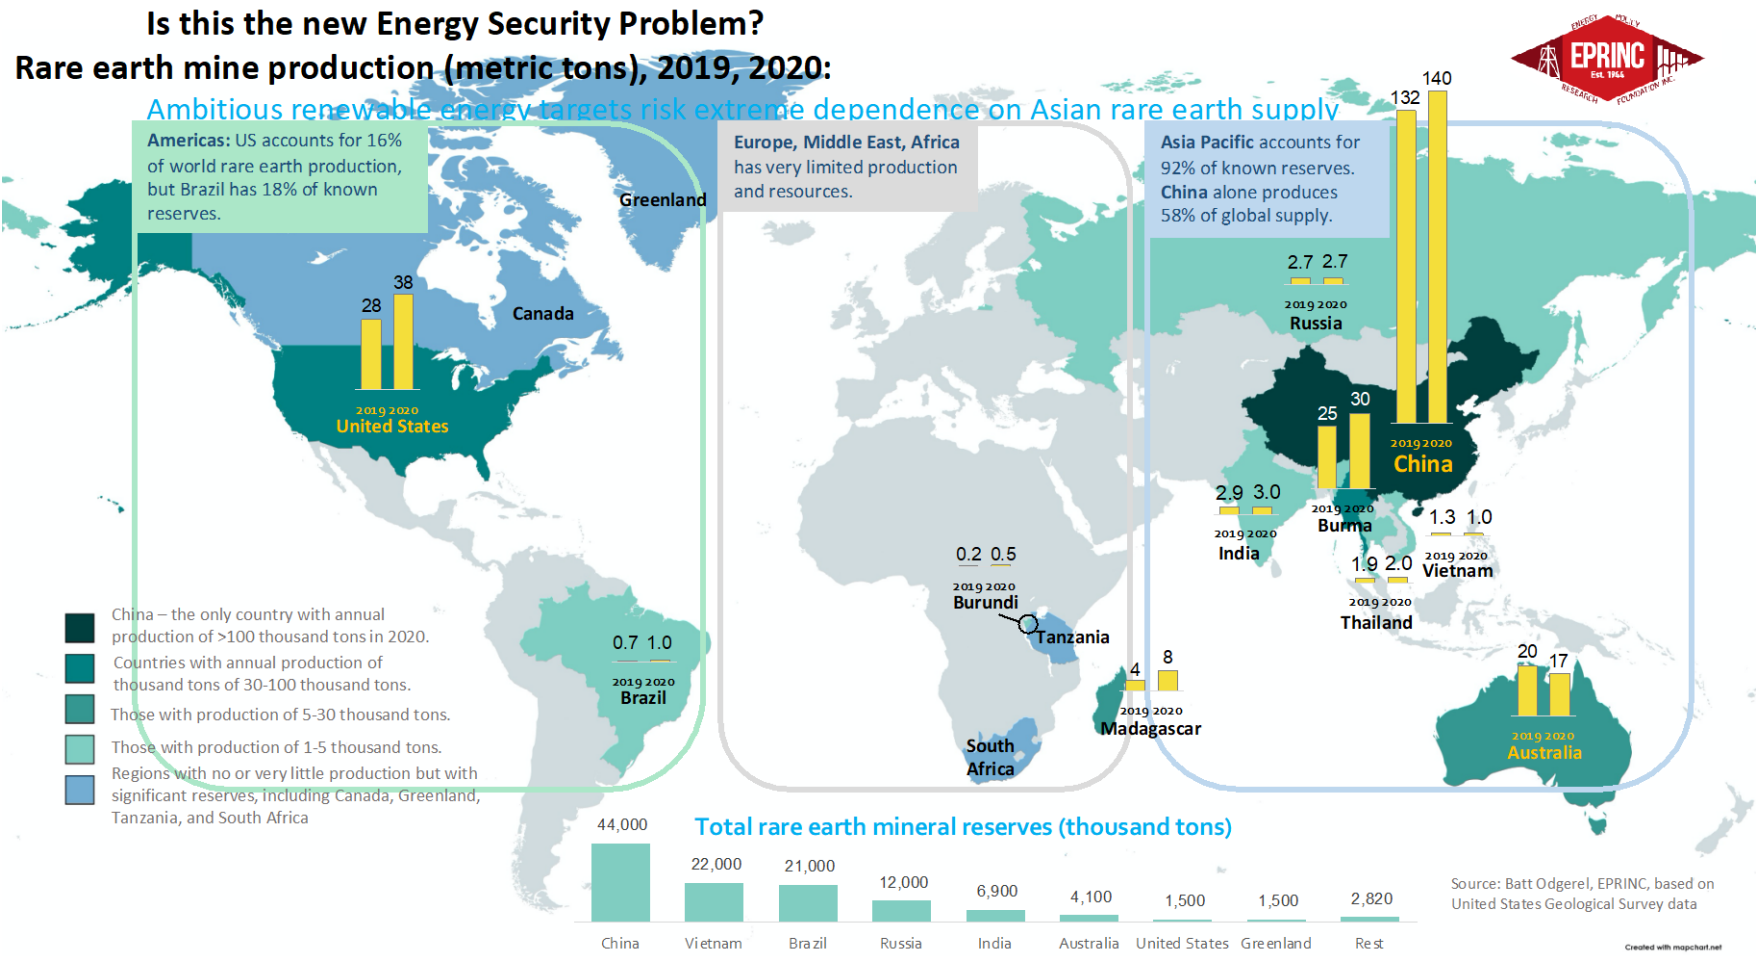 Is this the new Energy Security Problem?
Rare earth mine production (metric tons), 2019, 2020:
Ambitious renewable energy targets risk extreme dependence on Asian rare earth supply
ENERGY POLICY
EPRINC
Est. 1944
RESEARCH FOUNDATION INC.
Americas: US accounts for 16%
of world rare earth production,
but Brazil has 18% of known
reserves.
Europe, Middle East, Africa
has very limited production
and resources.
Asia Pacific accounts for
92% of known reserves.
China alone produces
58% of global supply.
Greenland
Canada
28 38
2019 2020
United States
0.7 1.0
2019 2020
Brazil
0.2 0.5
2019 2020
Burundi
Tanzania
4 8
2019 2020
Madagascar
South
Africa
2.7 2.7
2019 2020
Russia
132 140
2019 2020
China
25 30
2019 2020
Burma
2.9 3.0
2019 2020
India
1.3 1.0
2019 2020
Vietnam
1.9 2.0
2019 2020
Thailand
20 17
2019 2020
Australia
China – the only country with annual
production of >100 thousand tons in 2020.
Countries with annual production of
thousand tons of 30-100 thousand tons.
Those with production of 5-30 thousand tons.
Those with production of 1-5 thousand tons.
Regions with no or very little production but with
significant reserves, including Canada, Greenland,
Tanzania, and South Africa
Total rare earth mineral reserves (thousand tons)
44,000 22,000 21,000 12,000 6,900 4,100 1,500 1,500 2,820
China Vietnam Brazil Russia India Australia United States Greenland Rest
Source: Batt Odgerel, EPRINC, based on
United States Geological Survey data
Created with mapchart.net